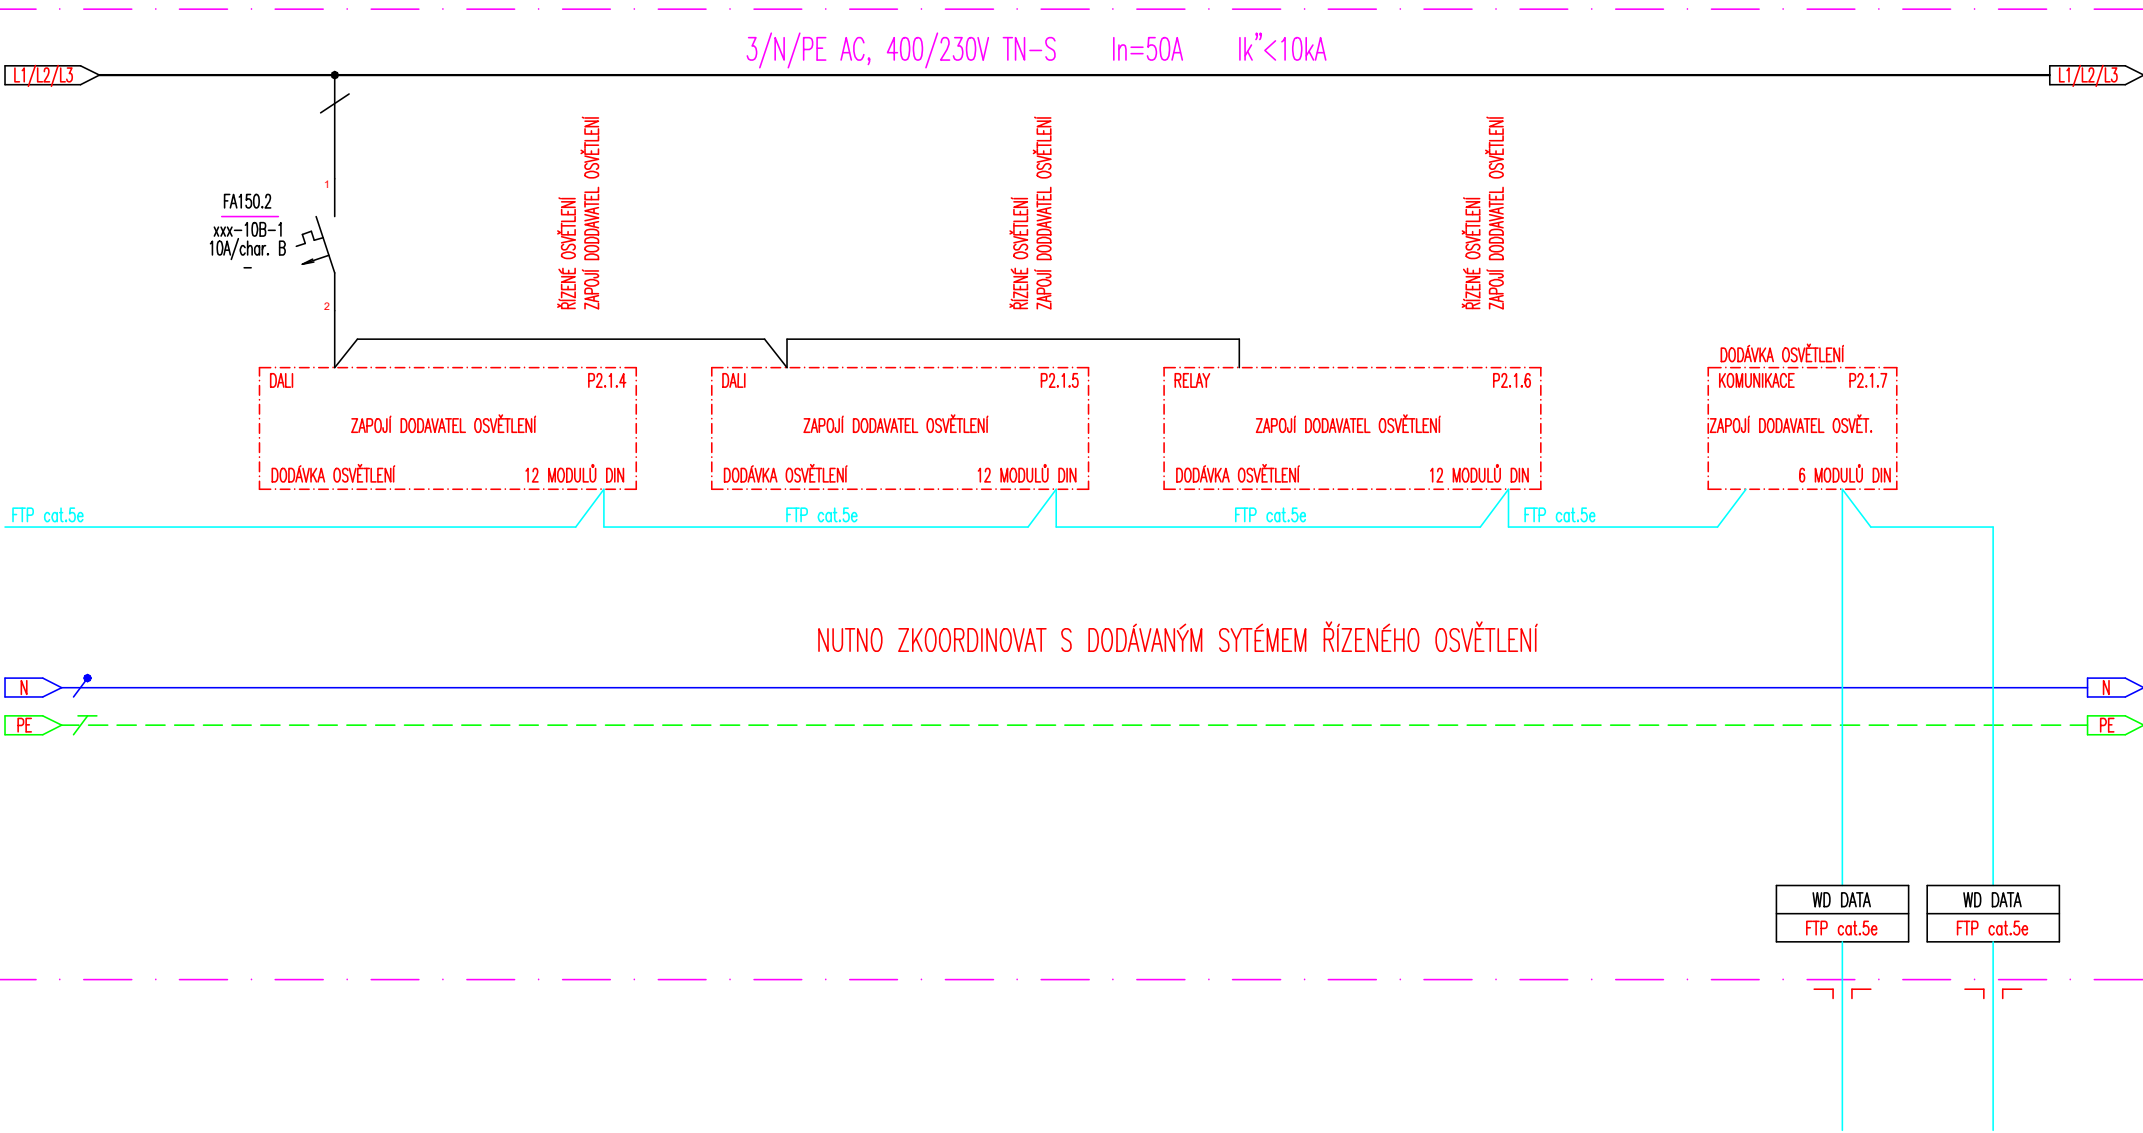 3/N/PE AC, 400/230V TN-S In=50A Ik"<10kA
L1/L2/L3
L1/L2/L3
1
FA150.2
xxx-10B-1
10A/char. B
-
2
ŘÍZENÉ OSVĚTLENÍ
ZAPOJÍ DODDAVATEL OSVĚTLENÍ
ŘÍZENÉ OSVĚTLENÍ
ZAPOJÍ DODDAVATEL OSVĚTLENÍ
ŘÍZENÉ OSVĚTLENÍ
ZAPOJÍ DODDAVATEL OSVĚTLENÍ
DALI P2.1.4
ZAPOJÍ DODAVATEL OSVĚTLENÍ
DODÁVKA OSVĚTLENÍ 12 MODULŮ DIN
DALI P2.1.5
ZAPOJÍ DODAVATEL OSVĚTLENÍ
DODÁVKA OSVĚTLENÍ 12 MODULŮ DIN
RELAY P2.1.6
ZAPOJÍ DODAVATEL OSVĚTLENÍ
DODÁVKA OSVĚTLENÍ 12 MODULŮ DIN
DODÁVKA OSVĚTLENÍ
KOMUNIKACE P2.1.7
ZAPOJÍ DODAVATEL OSVĚT.
6 MODULŮ DIN
FTP cat.5e
FTP cat.5e
FTP cat.5e
FTP cat.5e
NUTNO ZKOORDINOVAT S DODÁVANÝM SYTÉMEM ŘÍZENÉHO OSVĚTLENÍ
N
N
PE
PE
WD DATA
FTP cat.5e
WD DATA
FTP cat.5e